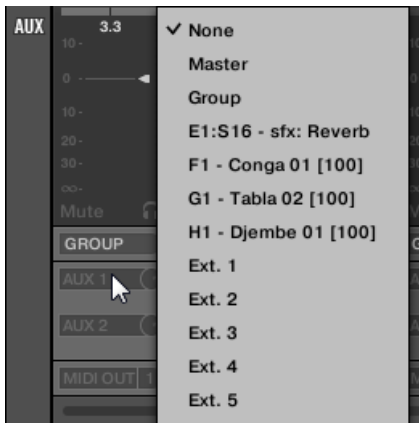 AUX
3.3
10-
0
10-
20-
30-
∞-
Mute
GROUP
AUX 1
AUX 2
MIDI OUT 1
✓ None
Master
Group
E1:S16 - sfx: Reverb
F1 - Conga 01 [100]
G1 - Tabla 02 [100]
H1 - Djembe 01 [100]
Ext. 1
Ext. 2
Ext. 3
Ext. 4
Ext. 5